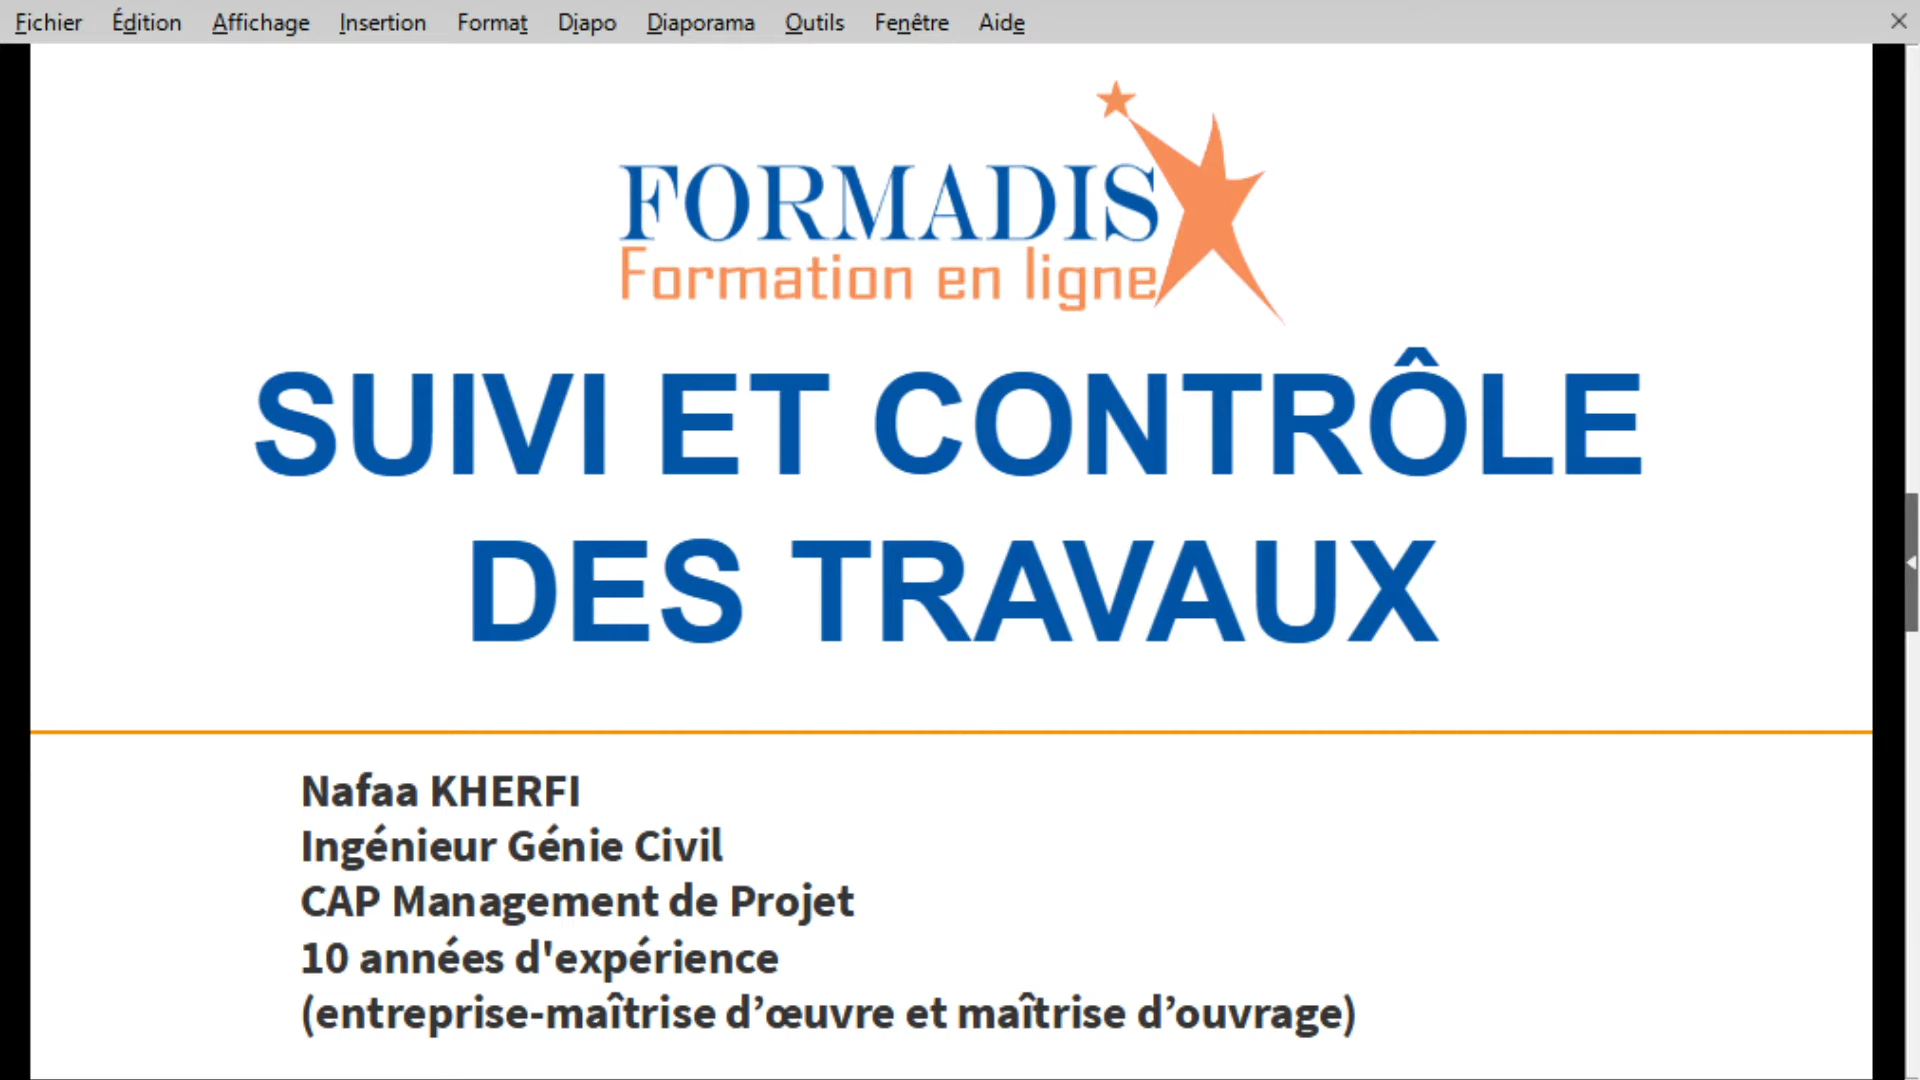 Fichier Édition Affichage Insertion Format Diapo Diaporama Outils Fenêtre Aide
FORMADIS
Formation en ligne
SUIVI ET CONTRÔLE
DES TRAVAUX
Nafaa KHERFI
Ingénieur Génie Civil
CAP Management de Projet
10 années d'expérience
(entreprise-maîtrise d’œuvre et maîtrise d’ouvrage)